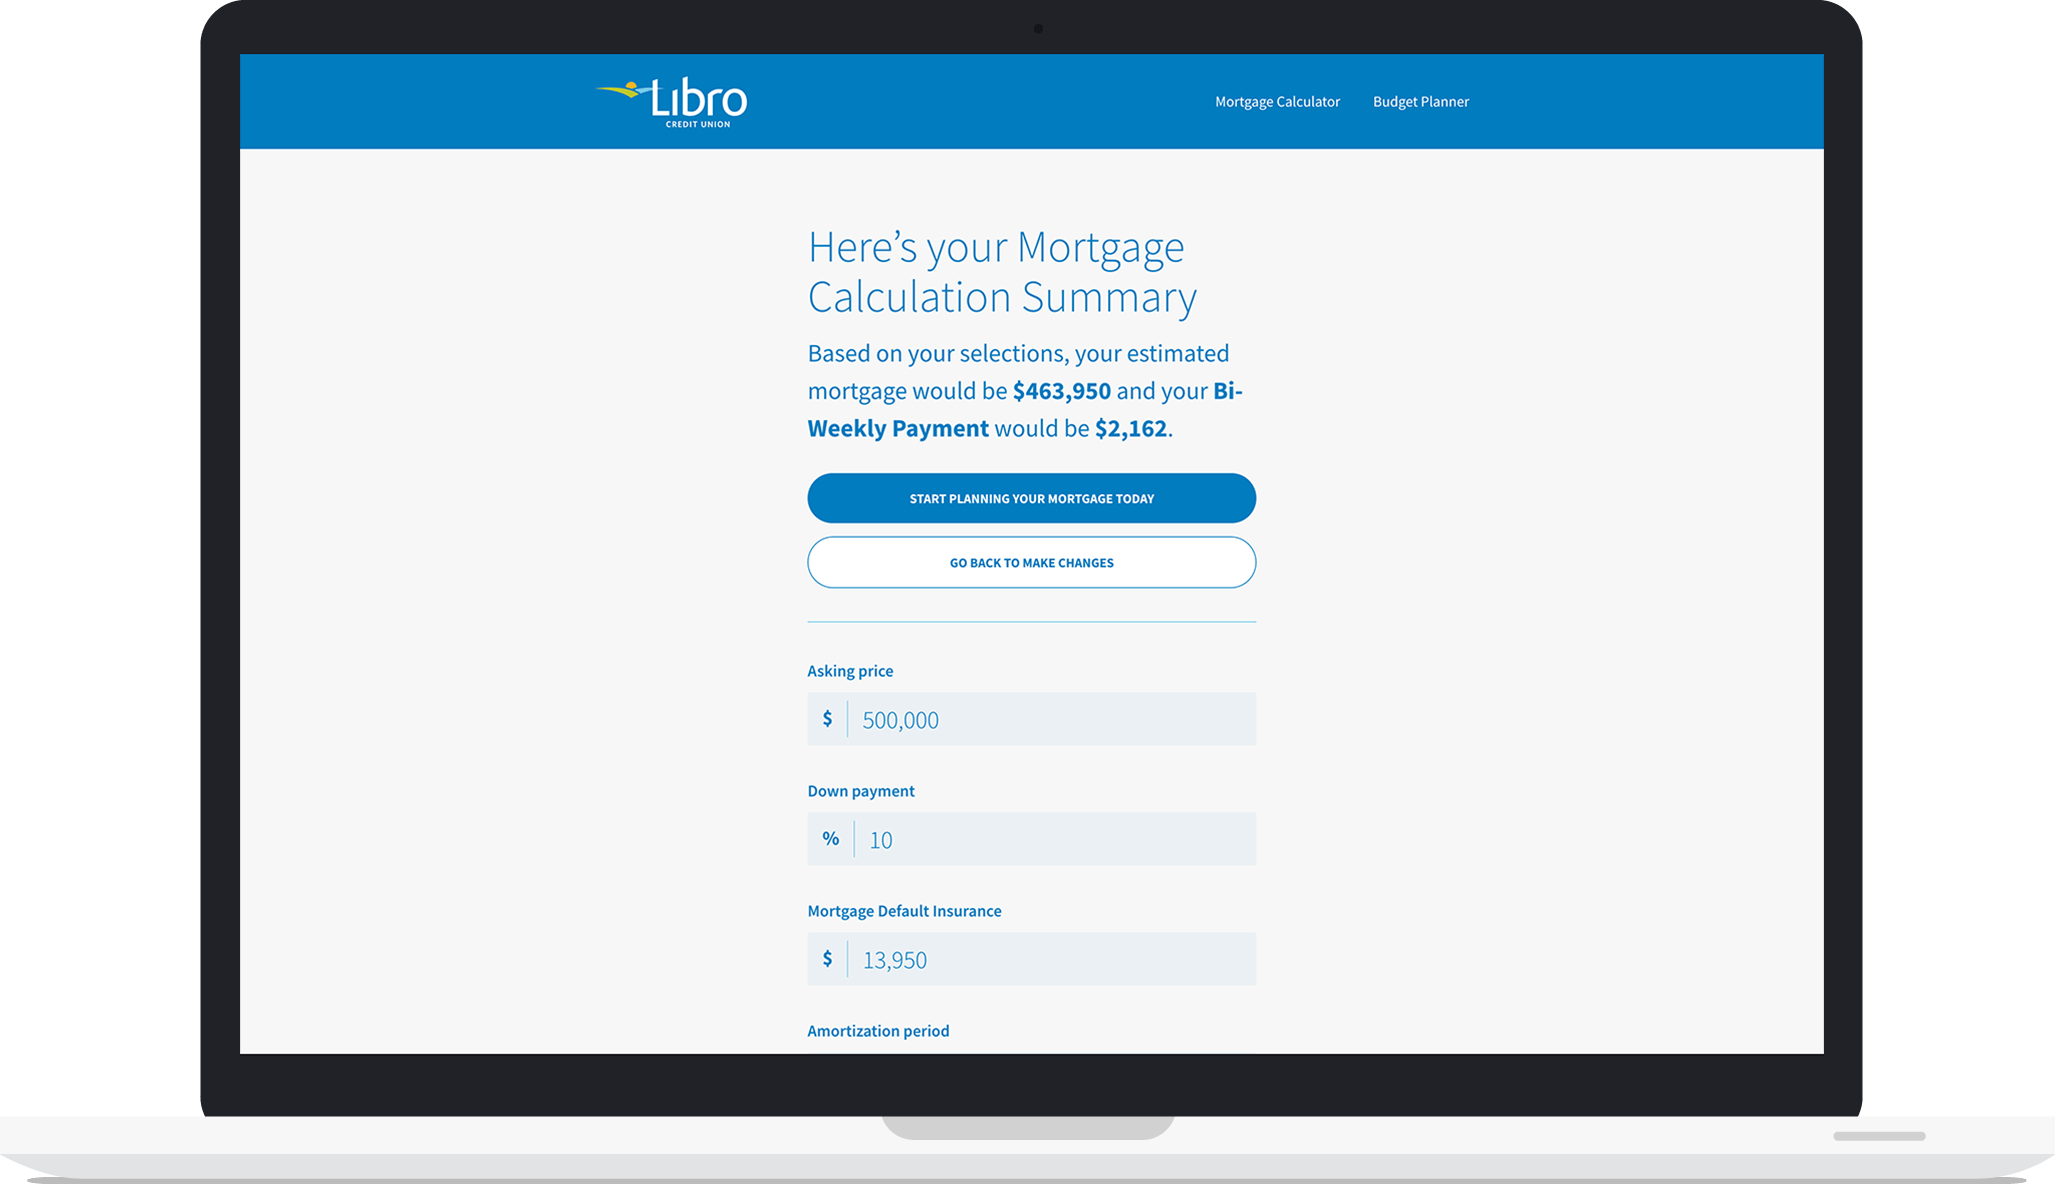 Libro
CREDIT UNION
Mortgage Calculator Budget Planner
Here’s your Mortgage
Calculation Summary
Based on your selections, your estimated
mortgage would be $463,950 and your Bi-
Weekly Payment would be $2,162.
START PLANNING YOUR MORTGAGE TODAY
GO BACK TO MAKE CHANGES
Asking price
$ 500,000
Down payment
% 10
Mortgage Default Insurance
$ 13,950
Amortization period